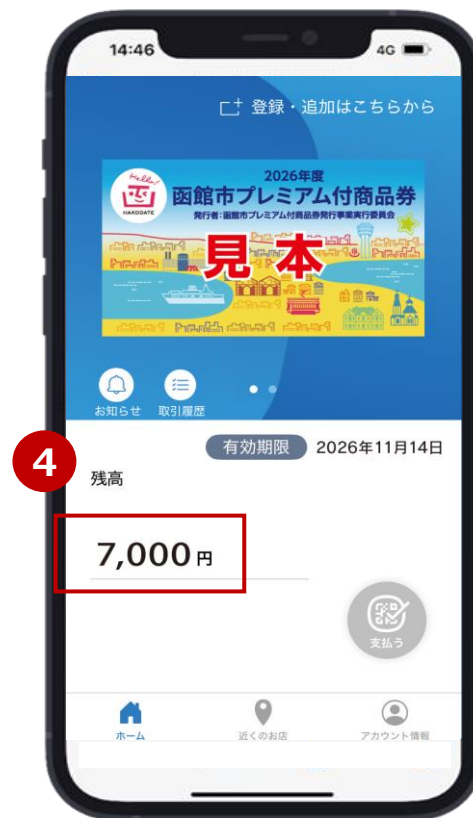 14:46
4G
登録・追加はこちらから
Hello!
HAKODATE
2026年度
函館市プレミアム付商品券
発行者:函館市プレミアム付商品券発行事業実行委員会
見本
お知らせ
取引履歴
有効期限 2026年11月14日
4
残高
7,000円
支払う
ホーム
近くのお店
アカウント情報